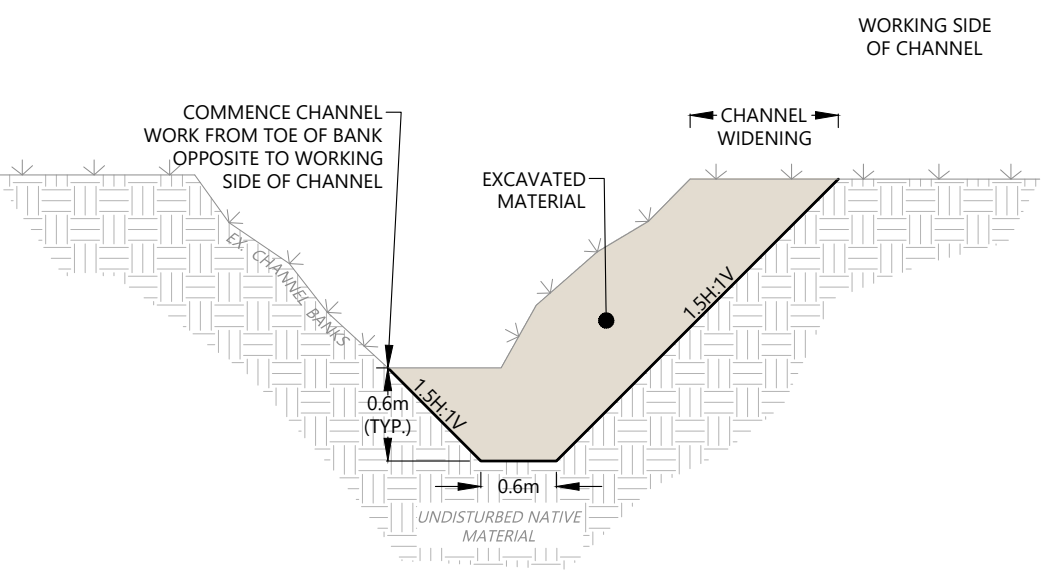 WORKING SIDE
OF CHANNEL
COMMENCE CHANNEL
WORK FROM TOE OF BANK
OPPOSITE TO WORKING
SIDE OF CHANNEL
CHANNEL
WIDENING
EXCAVATED
MATERIAL
EX. CHANNEL BANKS
1.5H:1V
1.5H:1V
0.6m
(TYP.)
0.6m
UNDISTURBED NATIVE
MATERIAL